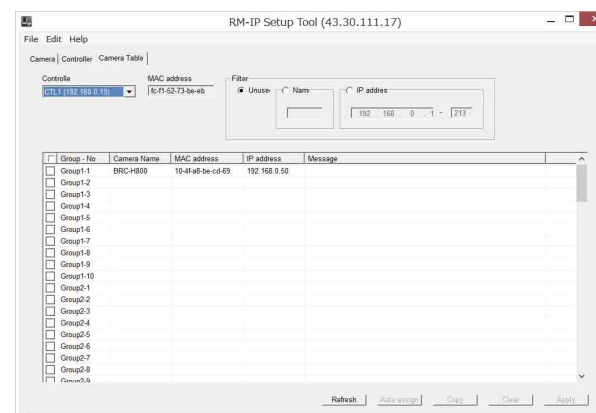 RM-IP Setup Tool (43.30.111.17)
File Edit Help
Camera Controller Camera Table
Controlle MAC address Filter
CTL1 (192.168.0.19) fc-f1-52-73-be-eb Unuse Nam IP addres
192 . 168 . 0 . 1 - 213
Group - No Camera Name MAC address IP address Message
Group1-1 BRC-H800 10-4f-a8-be-cd-69 192.168.0.50
Group1-2
Group1-3
Group1-4
Group1-5
Group1-6
Group1-7
Group1-8
Group1-9
Group1-10
Group2-1
Group2-2
Group2-3
Group2-4
Group2-5
Group2-6
Group2-7
Group2-8
Group2-9
Refresh Auto assign Copy Clear Apply